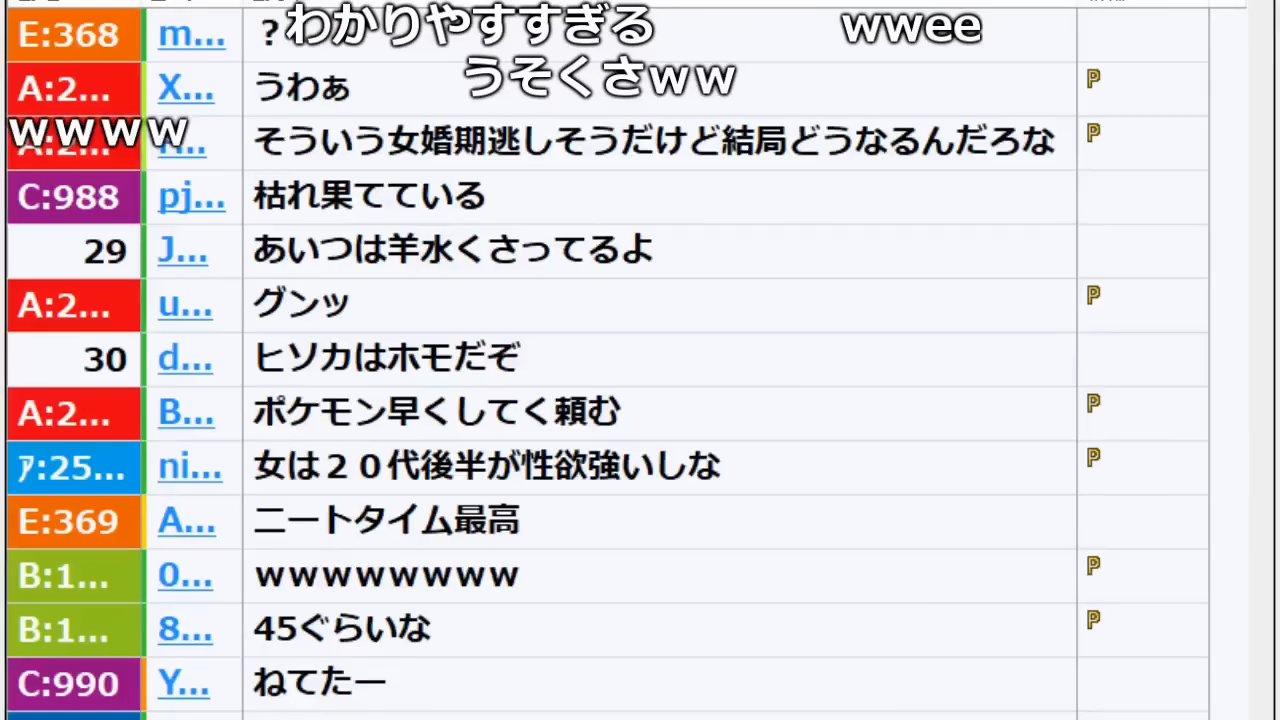 E:368 m... ？
わかりやすすぎる wwee
A:2... X... うわぁ P
うそくさｗｗ
ｗｗｗｗｗ
そういう女婚期逃しそうだけど結局どうなるんだろな P
C:988 pj... 枯れ果てている
29 J... あいつは羊水くさってるよ
A:2... u... グンッ P
30 d... ヒソカはホモだぞ
A:2... B... ポケモン早くしてく頼む P
ｱ:25... ni... 女は２０代後半が性欲強いしな P
E:369 A... ニートタイム最高
B:1... 0... ｗｗｗｗｗｗｗｗ P
B:1... 8... 45ぐらいな P
C:990 Y... ねてたー